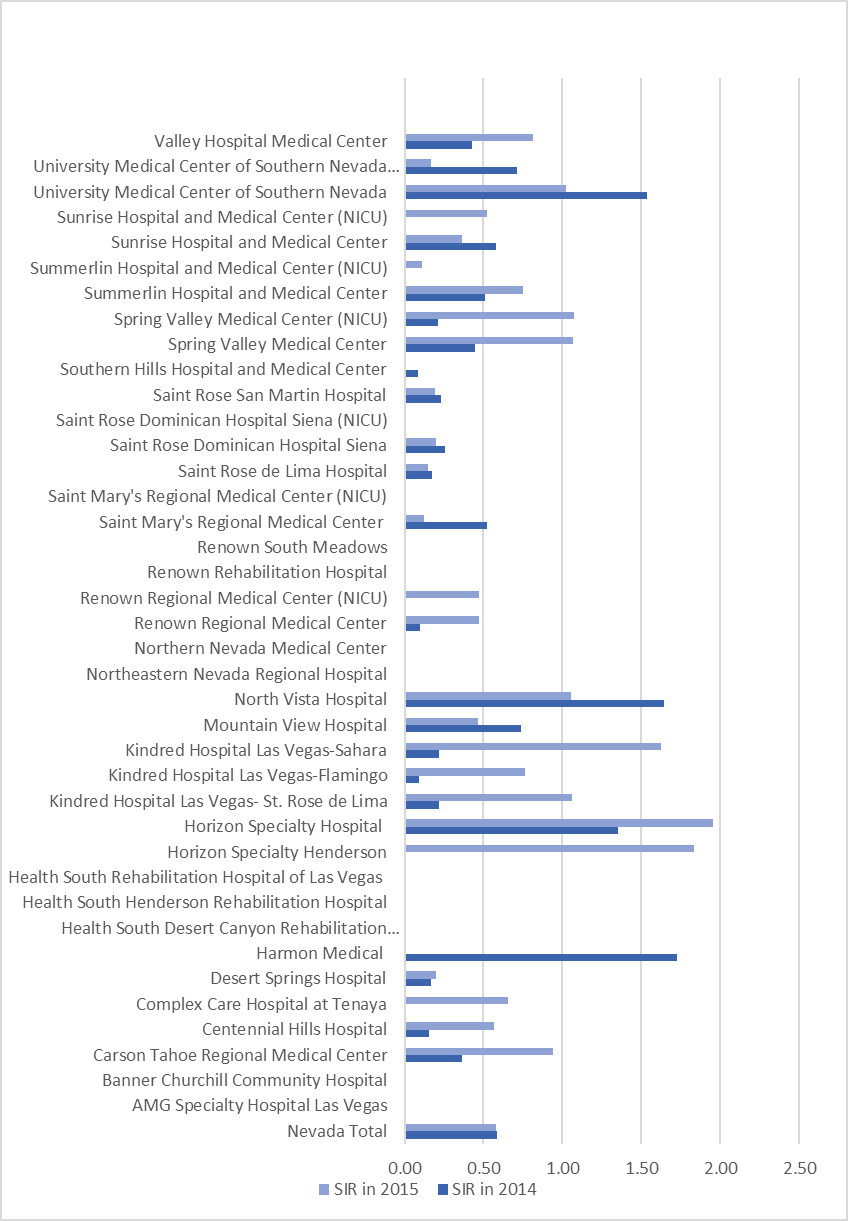 Valley Hospital Medical Center
University Medical Center of Southern Nevada...
University Medical Center of Southern Nevada
Sunrise Hospital and Medical Center (NICU)
Sunrise Hospital and Medical Center
Summerlin Hospital and Medical Center (NICU)
Summerlin Hospital and Medical Center
Spring Valley Medical Center (NICU)
Spring Valley Medical Center
Southern Hills Hospital and Medical Center
Saint Rose San Martin Hospital
Saint Rose Dominican Hospital Siena (NICU)
Saint Rose Dominican Hospital Siena
Saint Rose de Lima Hospital
Saint Mary's Regional Medical Center (NICU)
Saint Mary's Regional Medical Center
Renown South Meadows
Renown Rehabilitation Hospital
Renown Regional Medical Center (NICU)
Renown Regional Medical Center
Northern Nevada Medical Center
Northeastern Nevada Regional Hospital
North Vista Hospital
Mountain View Hospital
Kindred Hospital Las Vegas-Sahara
Kindred Hospital Las Vegas-Flamingo
Kindred Hospital Las Vegas- St. Rose de Lima
Horizon Specialty Hospital
Horizon Specialty Henderson
Health South Rehabilitation Hospital of Las Vegas
Health South Henderson Rehabilitation Hospital
Health South Desert Canyon Rehabilitation...
Harmon Medical
Desert Springs Hospital
Complex Care Hospital at Tenaya
Centennial Hills Hospital
Carson Tahoe Regional Medical Center
Banner Churchill Community Hospital
AMG Specialty Hospital Las Vegas
Nevada Total
0.00 0.50 1.00 1.50 2.00 2.50
SIR in 2015 SIR in 2014